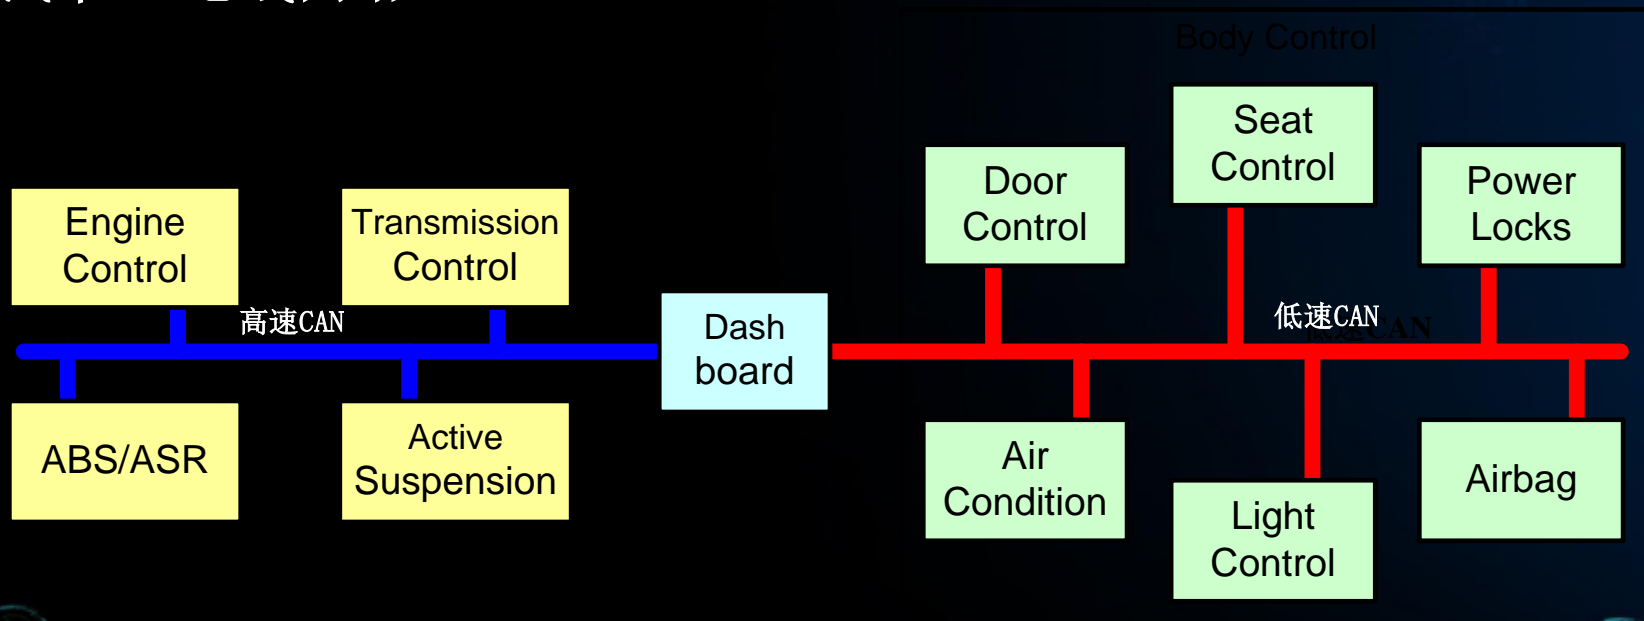 Body Control
Seat
Control
Door
Control
Power
Locks
Engine
Control
Transmission
Control
高速CAN
低速CAN
Dash
board
ABS/ASR
Active
Suspension
Air
Condition
Light
Control
Airbag